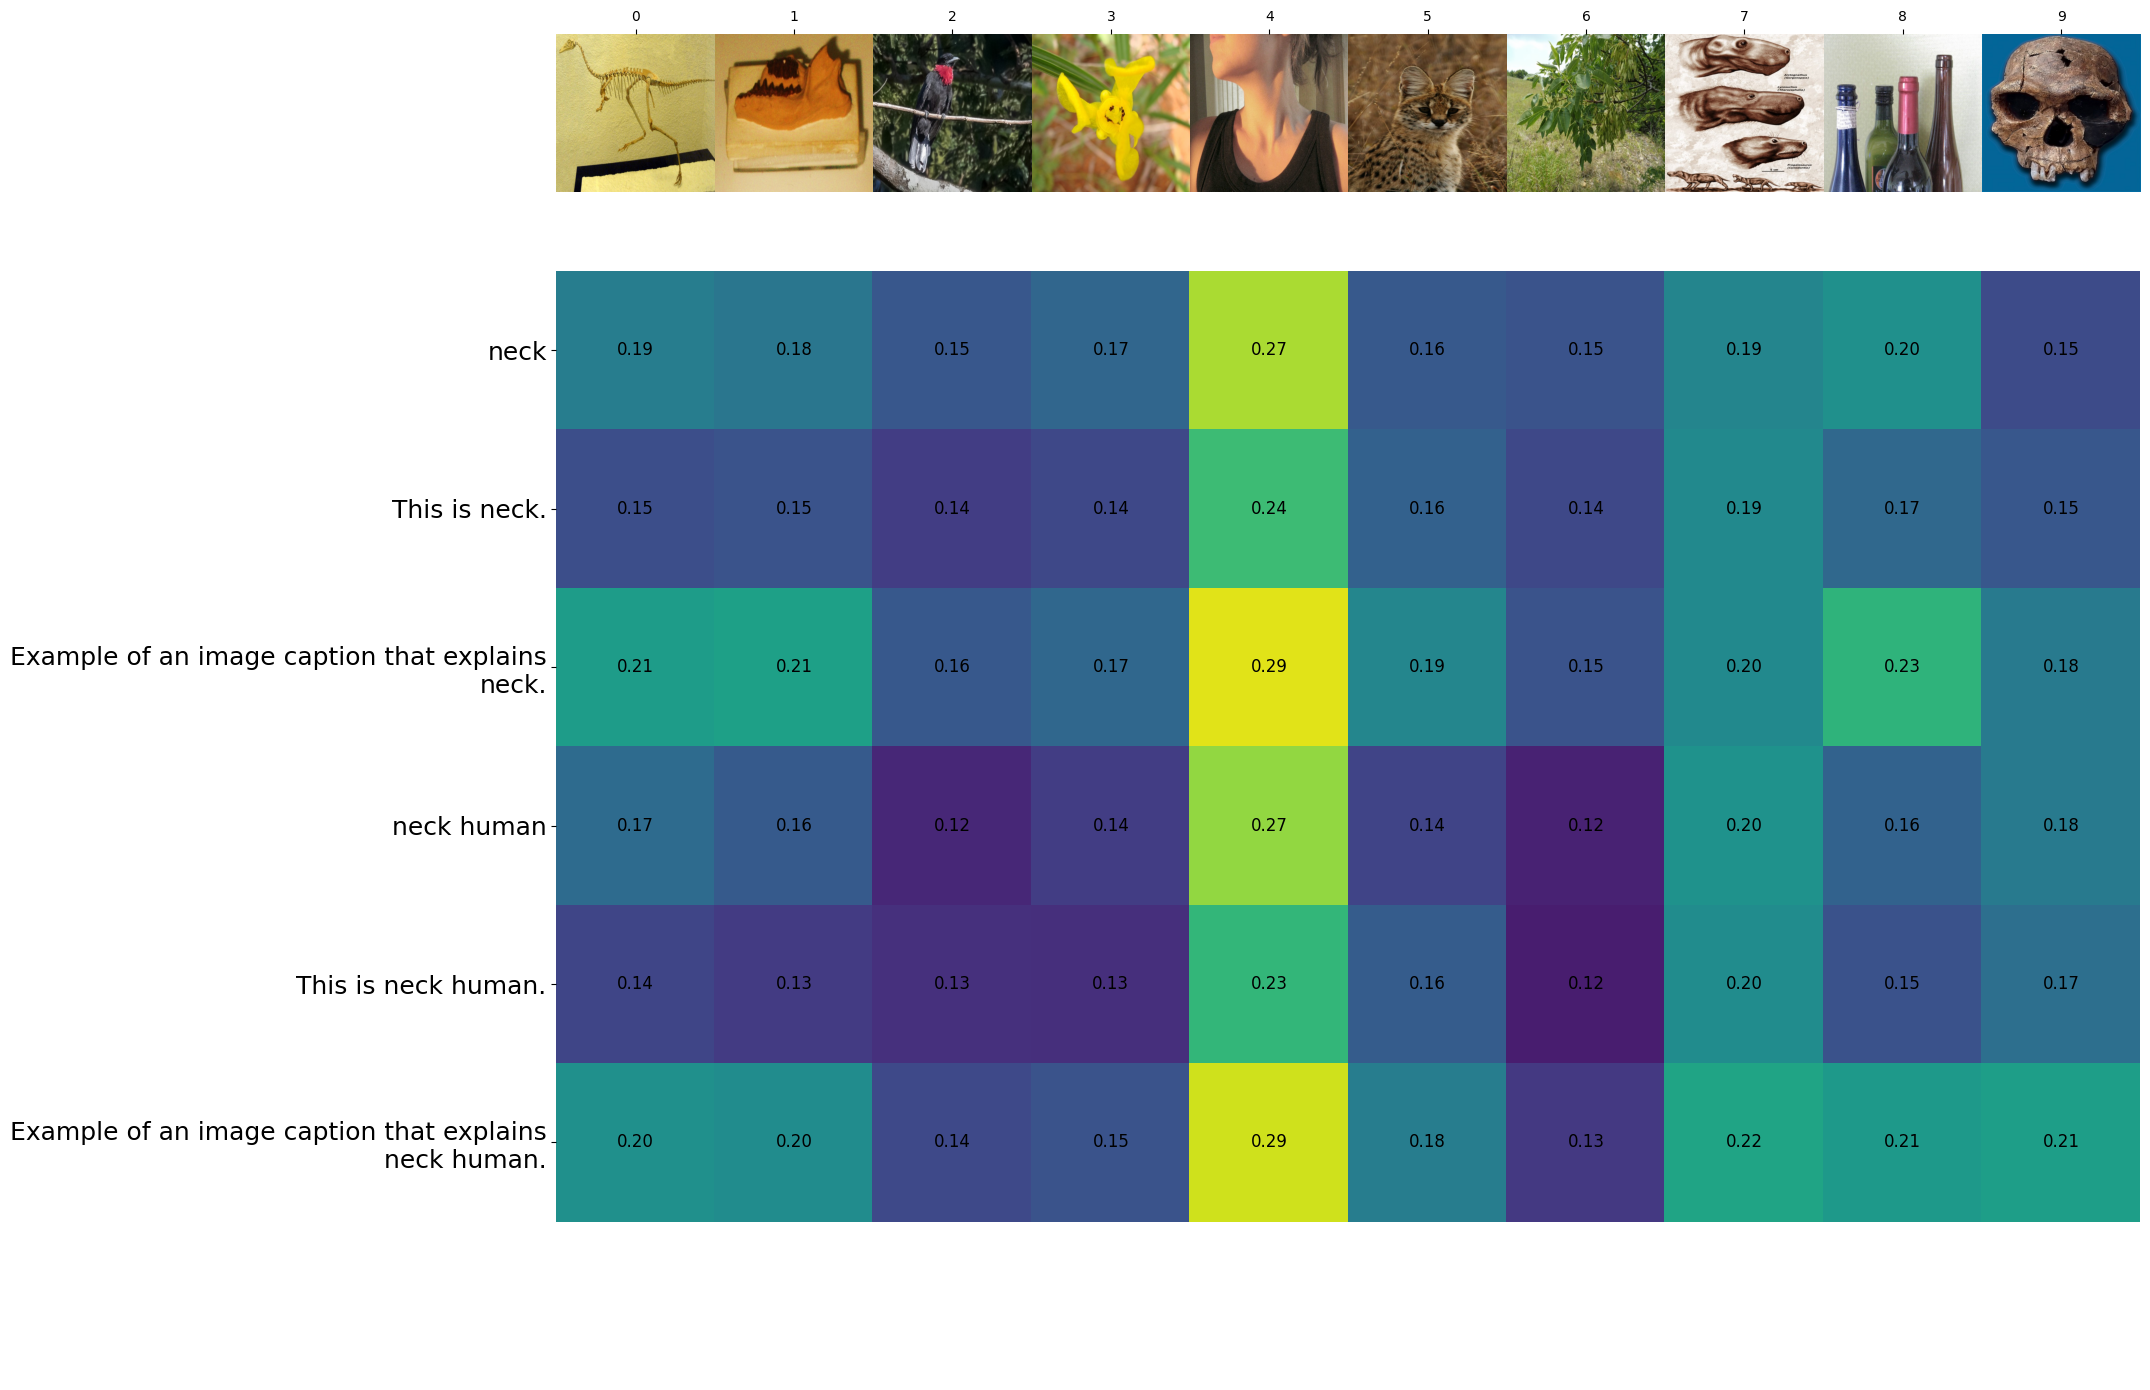 0 1 2 3 4 5 6 7 8 9
neck 0.19 0.18 0.15 0.17 0.27 0.16 0.15 0.19 0.20 0.15
This is neck. 0.15 0.15 0.14 0.14 0.24 0.16 0.14 0.19 0.17 0.15
Example of an image caption that explains
neck. 0.21 0.21 0.16 0.17 0.29 0.19 0.15 0.20 0.23 0.18
neck human 0.17 0.16 0.12 0.14 0.27 0.14 0.12 0.20 0.16 0.18
This is neck human. 0.14 0.13 0.13 0.13 0.23 0.16 0.12 0.20 0.15 0.17
Example of an image caption that explains
neck human. 0.20 0.20 0.14 0.15 0.29 0.18 0.13 0.22 0.21 0.21